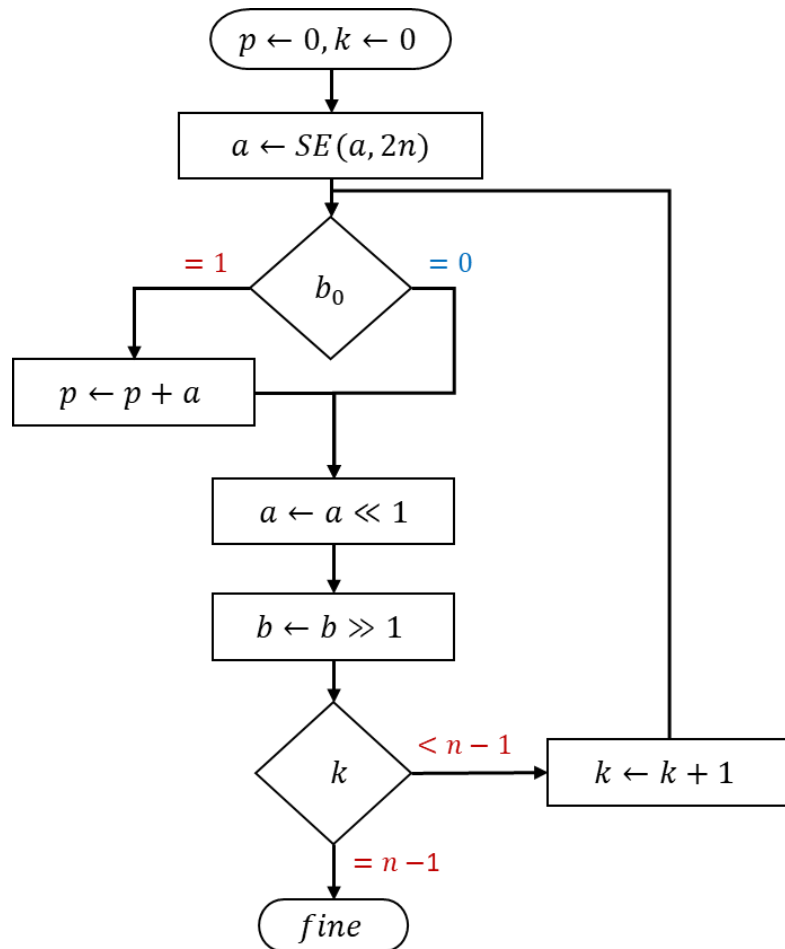 p ← 0, k ← 0
a ← SE(a, 2n)
= 1
= 0
b₀
p ← p + a
a ← a ≪ 1
b ← b ≫ 1
< n − 1
k
k ← k + 1
= n − 1
fine